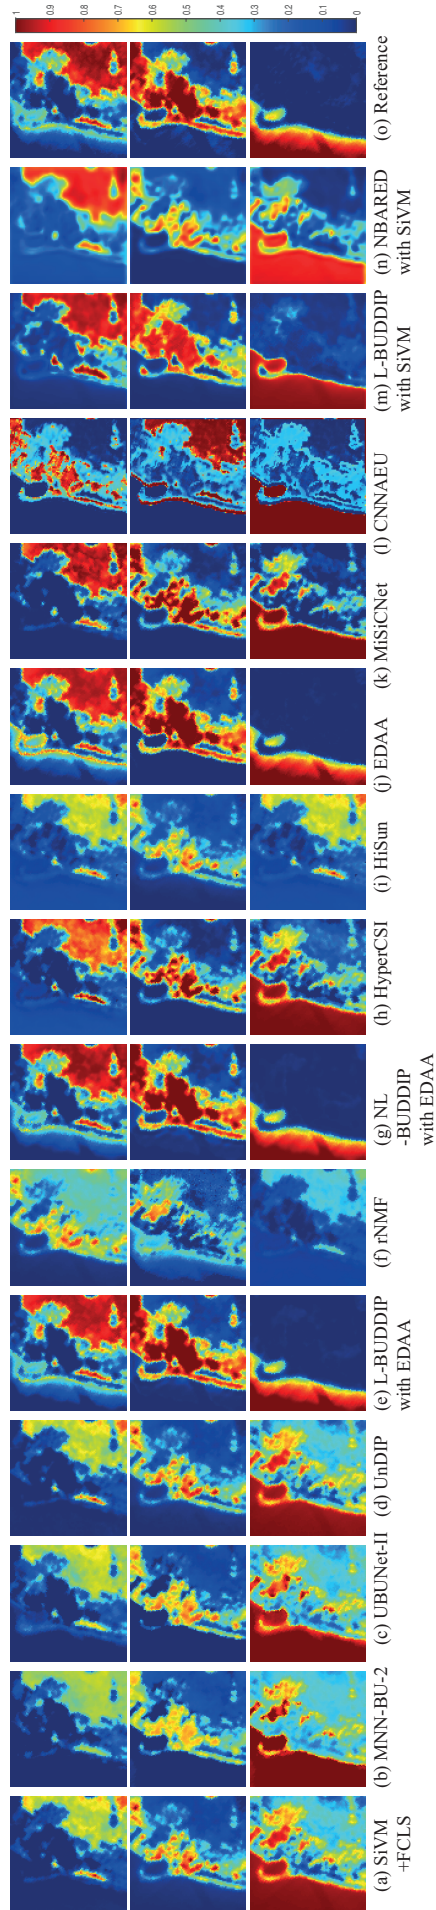 1
0.9
0.8
0.7
0.6
0.5
0.4
0.3
0.2
0.1
0
(a) SiVM
+FCLS
(b) MNN-BU-2
(c) UBUNet-II
(d) UnDIP
(e) L-BUDDIP
with EDAA
(f) rNMF
(g) NL
-BUDDIP
with EDAA
(h) HyperCSI
(i) HiSun
(j) EDAA
(k) MiSiCNet
(l) CNNAEU
(m) L-BUDDIP
with SiVM
(n) NBARED
with SiVM
(o) Reference